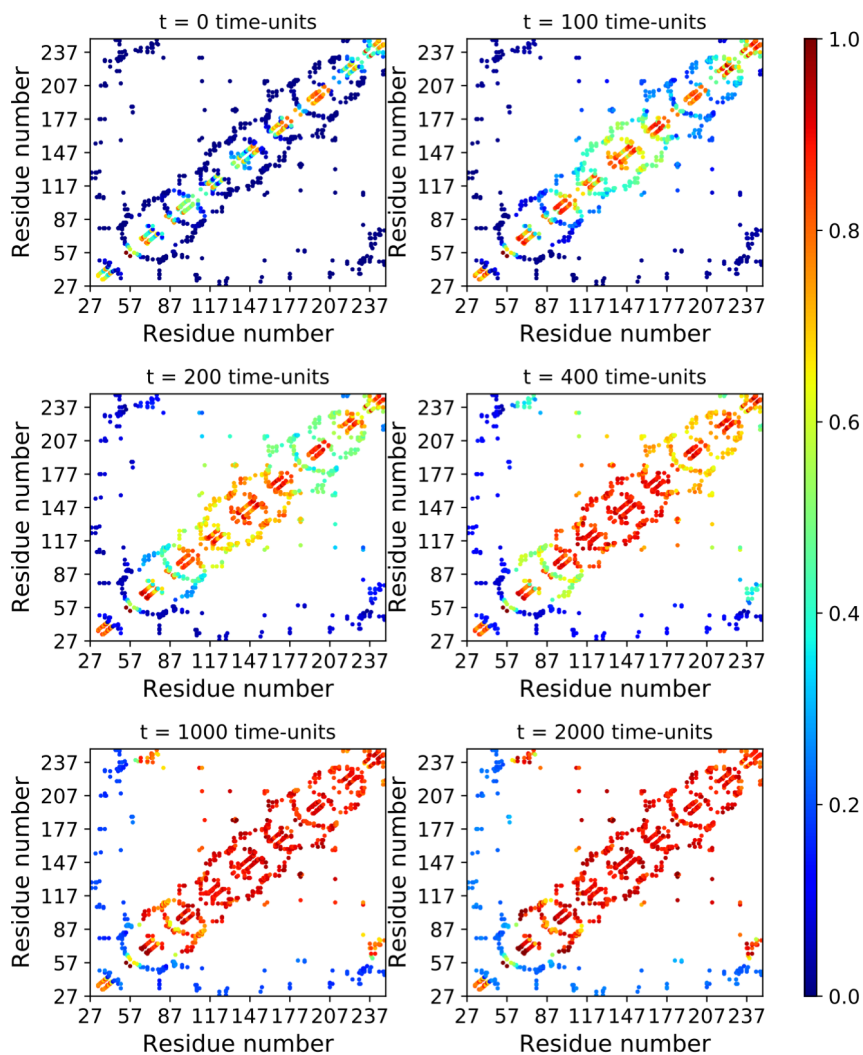 t = 0 time-units
t = 100 time-units
Residue number
237
207
177
147
117
87
57
27
27 57 87 117 147 177 207 237
Residue number
Residue number
237
207
177
147
117
87
57
27
27 57 87 117 147 177 207 237
Residue number
t = 200 time-units
t = 400 time-units
Residue number
237
207
177
147
117
87
57
27
27 57 87 117 147 177 207 237
Residue number
Residue number
237
207
177
147
117
87
57
27
27 57 87 117 147 177 207 237
Residue number
t = 1000 time-units
t = 2000 time-units
Residue number
237
207
177
147
117
87
57
27
27 57 87 117 147 177 207 237
Residue number
Residue number
237
207
177
147
117
87
57
27
27 57 87 117 147 177 207 237
Residue number
1.0
0.8
0.6
0.4
0.2
0.0